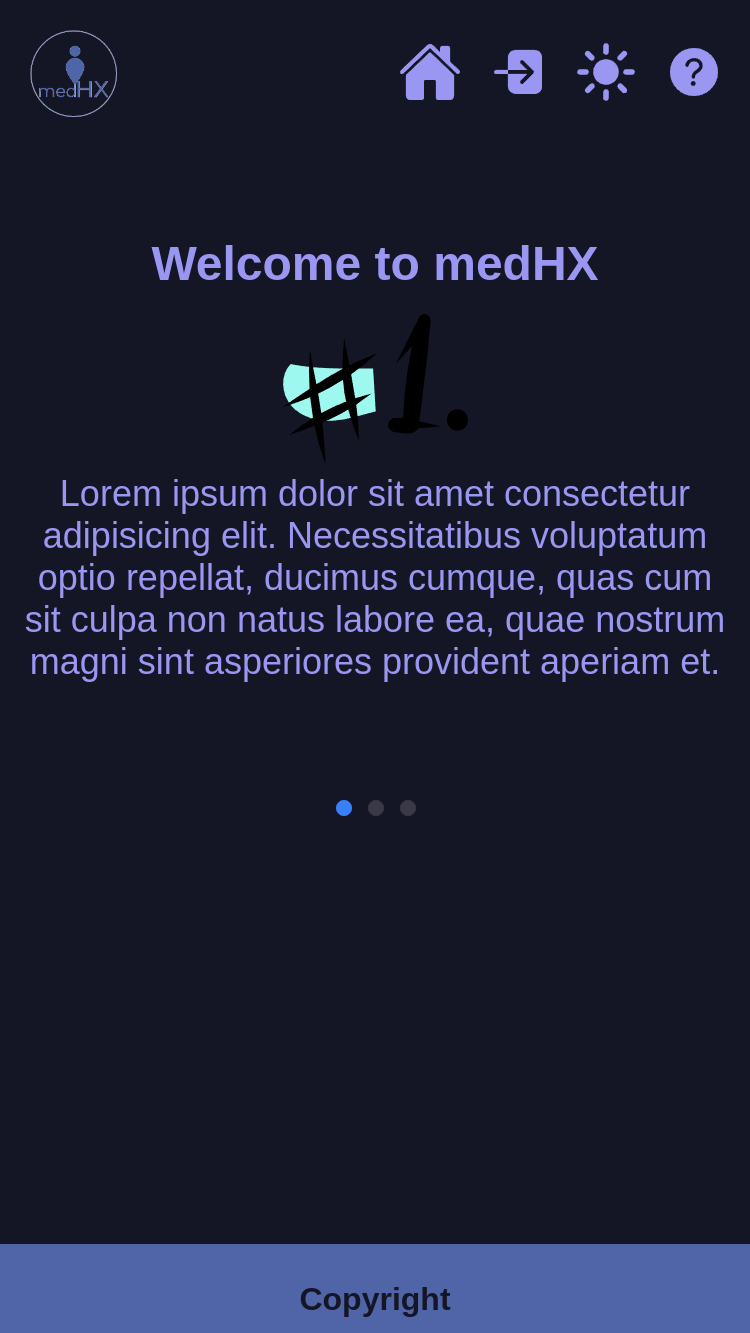 medHX
?
Welcome to medHX
#1.
Lorem ipsum dolor sit amet consectetur
adipisicing elit. Necessitatibus voluptatum
optio repellat, ducimus cumque, quas cum
sit culpa non natus labore ea, quae nostrum
magni sint asperiores provident aperiam et.
Copyright